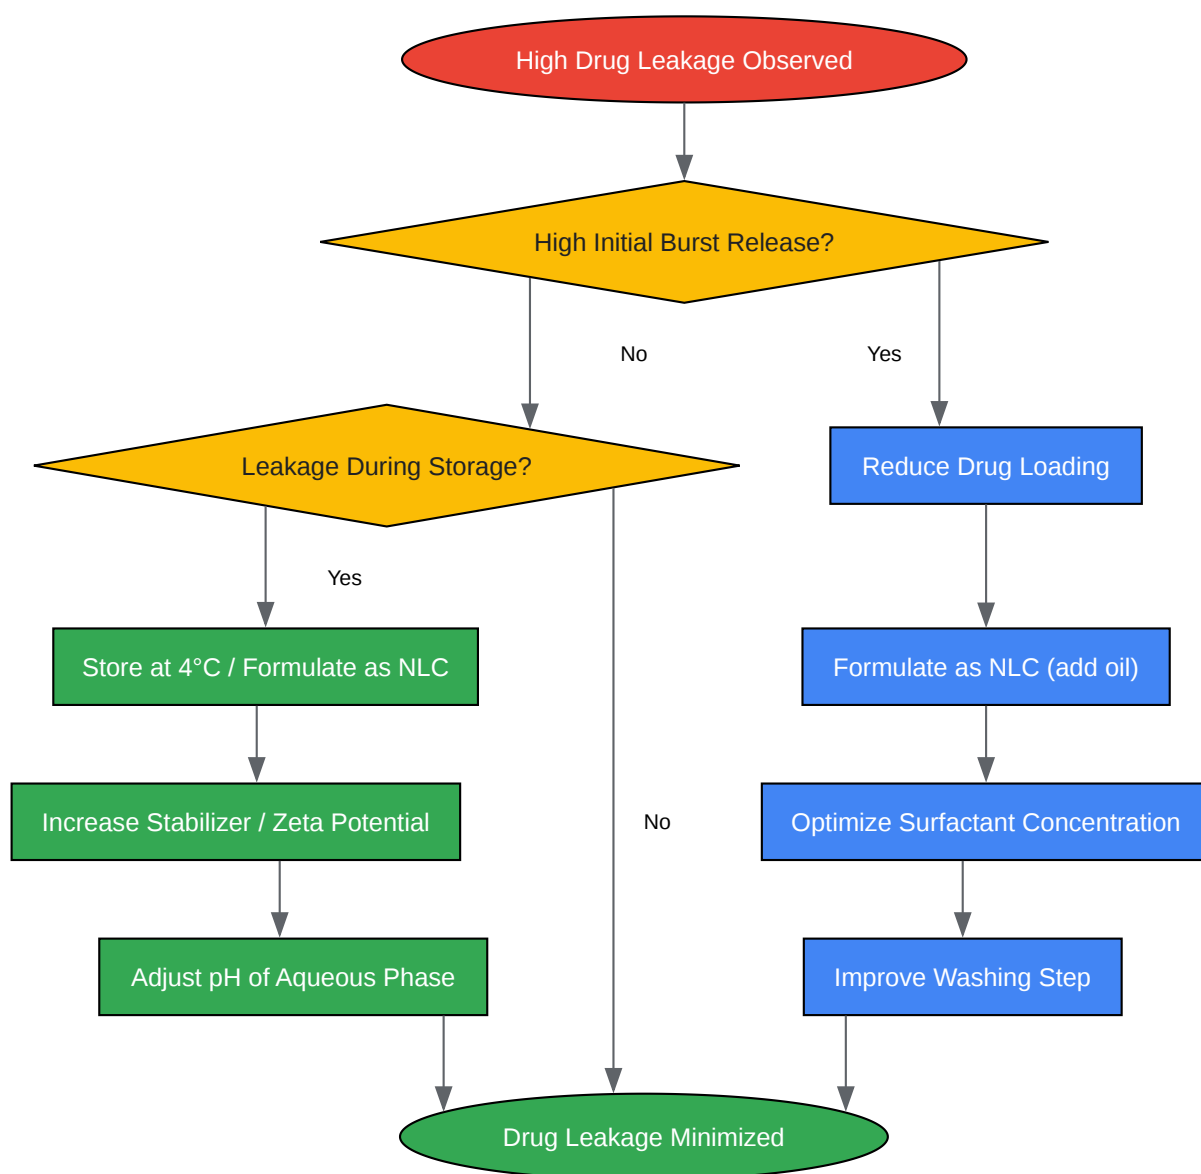 High Drug Leakage Observed
High Initial Burst Release?
No
Yes
Leakage During Storage?
Reduce Drug Loading
Yes
Store at 4°C / Formulate as NLC
Formulate as NLC (add oil)
Increase Stabilizer / Zeta Potential
No
Optimize Surfactant Concentration
Adjust pH of Aqueous Phase
Improve Washing Step
Drug Leakage Minimized